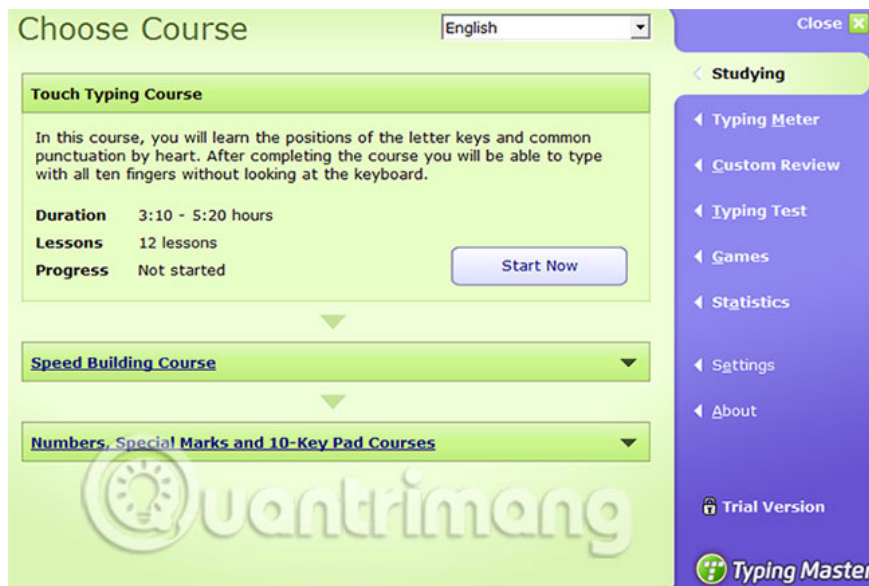 Choose Course
English
Close
Touch Typing Course
In this course, you will learn the positions of the letter keys and common
punctuation by heart. After completing the course you will be able to type
with all ten fingers without looking at the keyboard.
Duration 3:10 - 5:20 hours
Lessons 12 lessons
Progress Not started
Start Now
Speed Building Course
Numbers, Special Marks and 10-Key Pad Courses
Studying
Typing Meter
Custom Review
Typing Test
Games
Statistics
Settings
About
Trial Version
Typing Master
Quantrimang